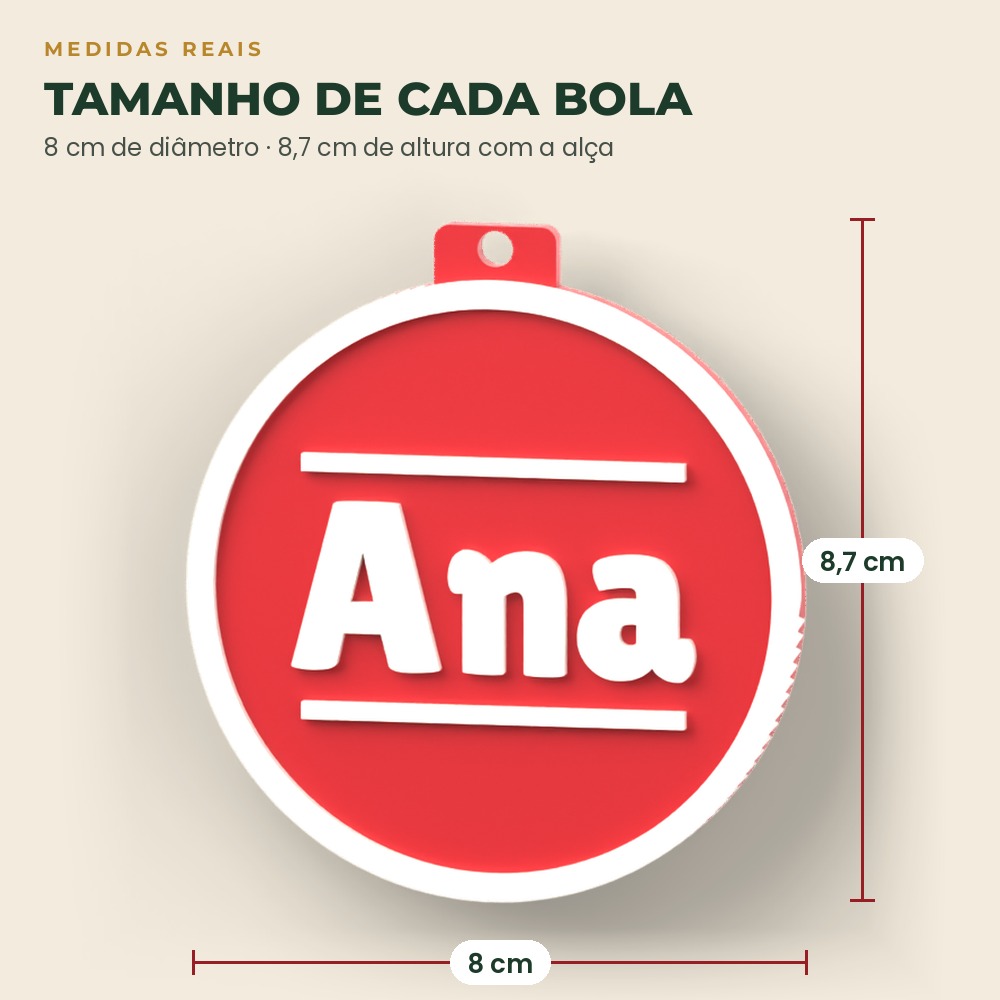 MEDIDAS REAIS
TAMANHO DE CADA BOLA
8 cm de diâmetro · 8,7 cm de altura com a alça
Ana
8,7 cm
8 cm